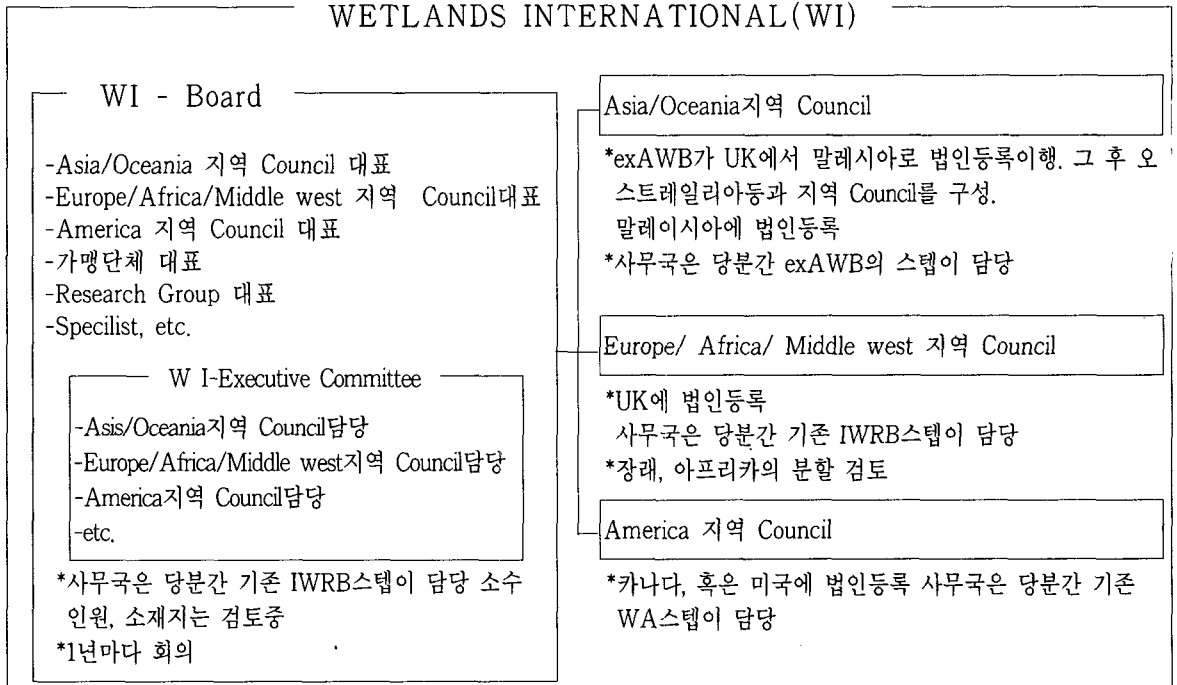 WETLANDS INTERNATIONAL(WI)
WI - Board
-Asia/Oceania 지역 Council 대표
-Europe/Africa/Middle west 지역 Council대표
-America 지역 Council 대표
-가맹단체 대표
-Research Group 대표
-Specilist, etc.
W I-Executive Committee
-Asis/Oceania지역 Council담당
-Europe/Africa/Middle west지역 Council담당
-America지역 Council담당
-etc.
*사무국은 당분간 기존 IWRB스텝이 담당 소수
인원, 소재지는 검토중
*1년마다 회의
Asia/Oceania지역 Council
*exAWB가 UK에서 말레시아로 법인등록이행. 그 후 오
스트레일리아등과 지역 Council를 구성.
말레이시아에 법인등록
*사무국은 당분간 exAWB의 스텝이 담당
Europe/ Africa/ Middle west 지역 Council
*UK에 법인등록
사무국은 당분간 기존 IWRB스텝이 담당
*장래, 아프리카의 분할 검토
America 지역 Council
*카나다, 혹은 미국에 법인등록 사무국은 당분간 기존
WA스텝이 담당